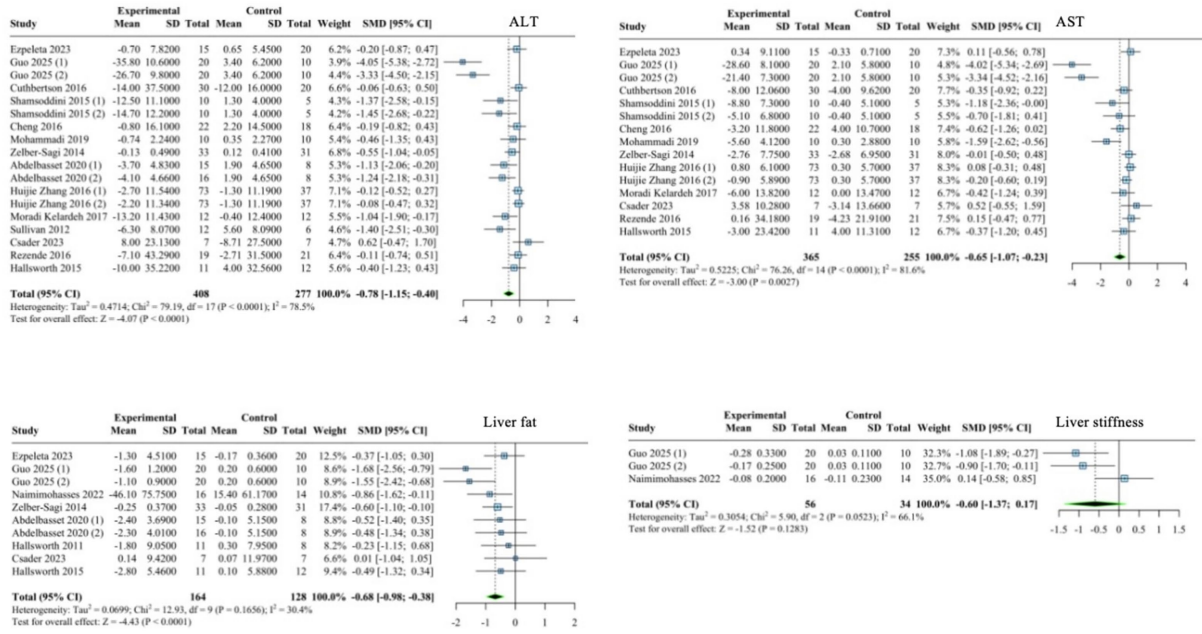 ALT
Experimental Control
Study Mean SD Total Mean SD Total Weight SMD [95% CI]
Ezpeleta 2023 -0.70 7.8200 15 0.65 5.4500 20 6.2% -0.20 [-0.87; 0.47]
Guo 2025 (1) -35.80 10.6000 20 3.40 6.2000 10 3.9% -4.05 [-5.38; -2.72]
Guo 2025 (2) -26.70 9.8000 20 3.40 6.2000 10 4.5% -3.33 [-4.50; -2.15]
Cuthbertson 2016 -14.00 37.5000 30 -12.00 16.0000 20 6.6% -0.06 [-0.63; 0.50]
Shamsoddini 2015 (1) -12.50 11.1000 10 1.30 4.0000 5 4.3% -1.37 [-2.58; -0.15]
Shamsoddini 2015 (2) -14.70 12.2000 10 1.30 4.0000 5 4.2% -1.45 [-2.68; -0.22]
Cheng 2016 -0.80 16.1000 22 2.20 14.5000 18 6.4% -0.19 [-0.82; 0.43]
Mohammadi 2019 -0.74 2.2400 10 0.35 2.2700 10 5.5% -0.46 [-1.35; 0.43]
Zelber-Sagi 2014 -0.13 0.4900 33 0.12 0.4100 31 6.8% -0.55 [-1.04; -0.05]
Abdelbasset 2020 (1) -3.70 4.8300 15 1.90 4.6500 8 5.3% -1.13 [-2.06; -0.20]
Abdelbasset 2020 (2) -4.10 4.6600 16 1.90 4.6500 8 5.3% -1.24 [-2.18; -0.31]
Huijie Zhang 2016 (1) -2.70 11.5400 73 -1.30 11.1900 37 7.1% -0.12 [-0.52; 0.27]
Huijie Zhang 2016 (2) -2.20 11.3400 73 -1.30 11.1900 37 7.1% -0.08 [-0.47; 0.32]
Moradi Kelardeh 2017 -13.20 11.4300 12 -0.40 12.4000 12 5.6% -1.04 [-1.90; -0.17]
Sullivan 2012 -6.30 8.0700 12 5.60 8.0900 6 4.6% -1.40 [-2.51; -0.30]
Csader 2023 8.00 23.1300 7 -8.71 27.5000 7 4.7% 0.62 [-0.47; 1.70]
Rezende 2016 -7.10 43.2900 19 -2.71 31.5000 21 6.4% -0.11 [-0.74; 0.51]
Hallsworth 2015 -10.00 35.2200 11 4.00 32.5600 12 5.7% -0.40 [-1.23; 0.43]
Total (95% CI) 408 277 100.0% -0.78 [-1.15; -0.40]
Heterogeneity: Tau² = 0.4714; Chi² = 79.19, df = 17 (P < 0.0001); I² = 78.5%
Test for overall effect: Z = -4.07 (P < 0.0001)
-4 -2 0 2 4
AST
Experimental Control
Study Mean SD Total Mean SD Total Weight SMD [95% CI]
Ezpeleta 2023 0.34 9.1100 15 -0.33 0.7100 20 7.3% 0.11 [-0.56; 0.78]
Guo 2025 (1) -28.60 8.1000 20 2.10 5.8000 10 4.8% -4.02 [-5.34; -2.69]
Guo 2025 (2) -21.40 7.3000 20 2.10 5.8000 10 5.3% -3.34 [-4.52; -2.16]
Cuthbertson 2016 -8.00 12.0600 30 -4.00 9.6200 20 7.7% -0.35 [-0.92; 0.22]
Shamsoddini 2015 (1) -8.80 7.3000 10 -0.40 5.1000 5 5.3% -1.18 [-2.36; -0.00]
Shamsoddini 2015 (2) -5.10 6.8000 10 -0.40 5.1000 5 5.5% -0.70 [-1.81; 0.41]
Cheng 2016 -3.20 11.8000 22 4.00 10.7000 18 7.4% -0.62 [-1.26; 0.02]
Mohammadi 2019 -5.60 4.1200 10 0.30 2.8800 10 5.8% -1.59 [-2.62; -0.56]
Zelber-Sagi 2014 -2.76 7.7500 33 -2.68 6.9500 31 7.9% -0.01 [-0.50; 0.48]
Huijie Zhang 2016 (1) 0.80 6.1000 73 0.30 5.7000 37 8.2% 0.08 [-0.31; 0.48]
Huijie Zhang 2016 (2) -0.90 5.8900 73 0.30 5.7000 37 8.2% -0.20 [-0.60; 0.19]
Moradi Kelardeh 2017 -6.00 13.8200 12 0.00 13.4700 12 6.7% -0.42 [-1.24; 0.39]
Csader 2023 3.58 10.2800 7 -3.14 13.6600 7 5.6% 0.52 [-0.55; 1.59]
Rezende 2016 0.16 34.1800 19 -4.23 21.9100 21 7.5% 0.15 [-0.47; 0.77]
Hallsworth 2015 -3.00 23.4200 11 4.00 11.3100 12 6.7% -0.37 [-1.20; 0.45]
Total (95% CI) 365 255 100.0% -0.65 [-1.07; -0.23]
Heterogeneity: Tau² = 0.5225; Chi² = 76.26, df = 14 (P < 0.0001); I² = 81.6%
Test for overall effect: Z = -3.00 (P = 0.0027)
-4 -2 0 2 4
Liver fat
Experimental Control
Study Mean SD Total Mean SD Total Weight SMD [95% CI]
Ezpeleta 2023 -1.30 4.5100 15 -0.17 0.3600 20 12.5% -0.37 [-1.05; 0.30]
Guo 2025 (1) -1.60 1.2000 20 0.20 0.6000 10 8.6% -1.68 [-2.56; -0.79]
Guo 2025 (2) -1.10 0.9000 20 0.20 0.6000 10 8.9% -1.55 [-2.42; -0.68]
Naimimohasses 2022 -46.10 75.7500 16 15.40 61.1700 14 10.8% -0.86 [-1.62; -0.11]
Zelber-Sagi 2014 -0.25 0.3700 33 -0.05 0.2800 31 17.4% -0.60 [-1.10; -0.10]
Abdelbasset 2020 (1) -2.40 3.6900 15 -0.10 5.1500 8 8.8% -0.52 [-1.40; 0.35]
Abdelbasset 2020 (2) -2.30 4.0100 16 -0.10 5.1500 8 8.9% -0.48 [-1.34; 0.38]
Hallsworth 2011 -1.80 9.0500 11 0.30 7.9500 8 8.2% -0.23 [-1.15; 0.68]
Csader 2023 0.14 9.4200 7 0.07 11.9700 7 6.6% 0.01 [-1.04; 1.05]
Hallsworth 2015 -2.80 5.4600 11 0.10 5.8800 12 9.4% -0.49 [-1.32; 0.34]
Total (95% CI) 164 128 100.0% -0.68 [-0.98; -0.38]
Heterogeneity: Tau² = 0.0699; Chi² = 12.93, df = 9 (P = 0.1656); I² = 30.4%
Test for overall effect: Z = -4.43 (P < 0.0001)
-2 -1 0 1 2
Liver stiffness
Experimental Control
Study Mean SD Total Mean SD Total Weight SMD [95% CI]
Guo 2025 (1) -0.28 0.3300 20 0.03 0.1100 10 32.3% -1.08 [-1.89; -0.27]
Guo 2025 (2) -0.17 0.2500 20 0.03 0.1100 10 32.7% -0.90 [-1.70; -0.11]
Naimimohasses 2022 -0.08 0.2000 16 -0.11 0.2300 14 35.0% 0.14 [-0.58; 0.85]
Total (95% CI) 56 34 100.0% -0.60 [-1.37; 0.17]
Heterogeneity: Tau² = 0.3054; Chi² = 5.90, df = 2 (P = 0.0523); I² = 66.1%
Test for overall effect: Z = -1.52 (P = 0.1283)
-1.5 -0.5 0 0.5 1 1.5